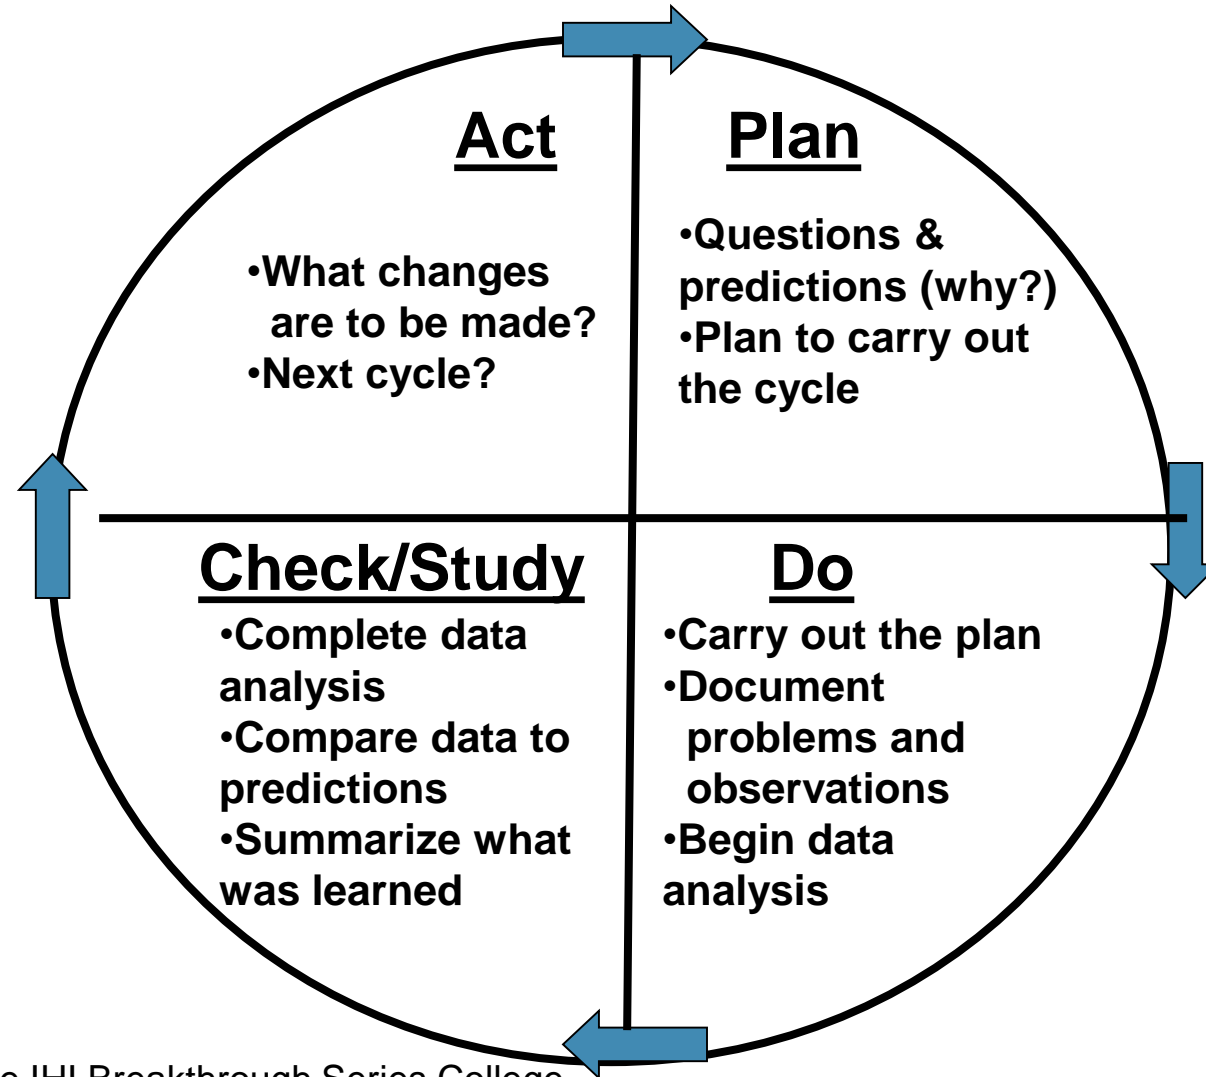 Act
•What changes
are to be made?
•Next cycle?
Plan
•Questions &
predictions (why?)
•Plan to carry out
the cycle
Check/Study
•Complete data
analysis
•Compare data to
predictions
•Summarize what
was learned
Do
•Carry out the plan
•Document
problems and
observations
•Begin data
analysis
IHI Breakthrough Series College